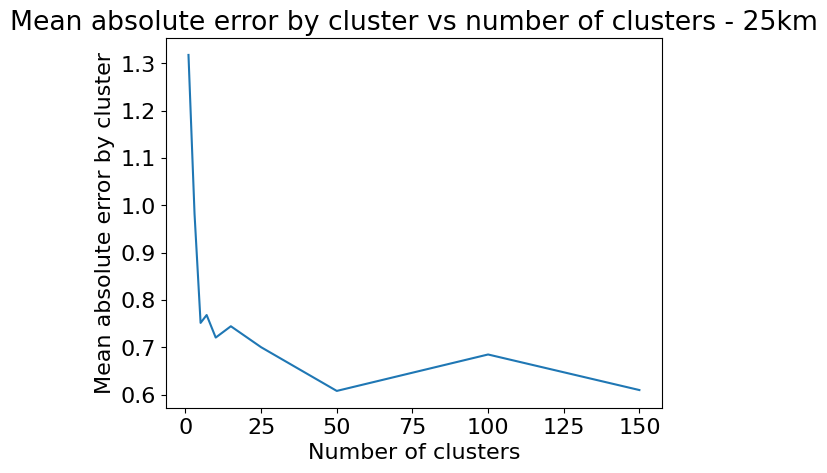 Mean absolute error by cluster vs number of clusters - 25km
Mean absolute error by cluster
1.3
1.2
1.1
1.0
0.9
0.8
0.7
0.6
0 25 50 75 100 125 150
Number of clusters